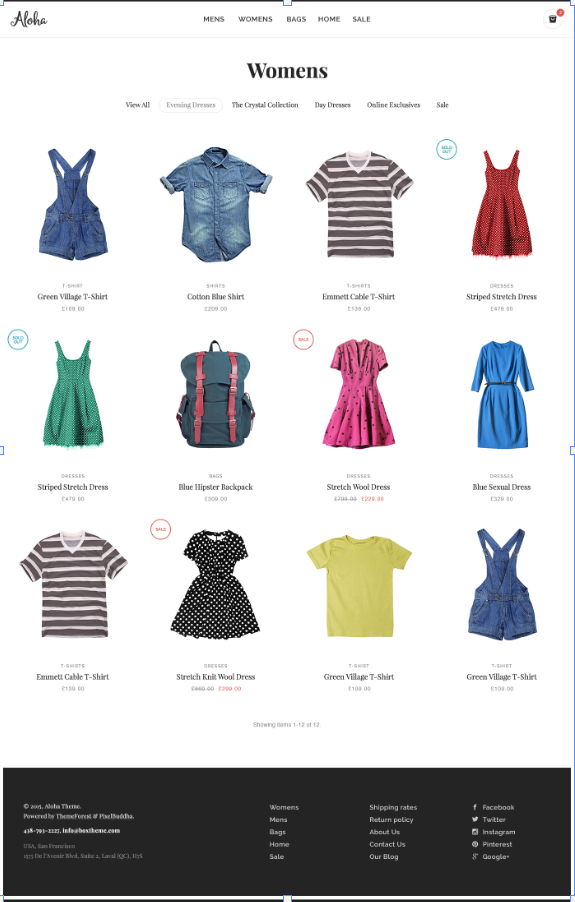 Aloha
MENS WOMENS BAGS HOME SALE
Womens
View All Evening Dresses The Crystal Collection Day Dresses Online Exclusives Sale
SOLD OUT
T-SHIRT SHIRTS T-SHIRTS DRESSES
Green Village T-Shirt Cotton Blue Shirt Emmett Cable T-Shirt Striped Stretch Dress
£169.00 £209.00 £139.00 £479.00
SOLD OUT SALE
DRESSES BAGS DRESSES DRESSES
Striped Stretch Dress Blue Hipster Backpack Stretch Wool Dress Blue Sexual Dress
£479.00 £209.00 £799.00 £229.00 £329.00
SALE
T-SHIRTS DRESSES T-SHIRT T-SHIRT
Emmett Cable T-Shirt Stretch Knit Wool Dress Green Village T-Shirt Green Village T-Shirt
£139.00 £299.00 £109.00 £109.00
Showing items 1-12 of 12.
© 2015, Aloha Theme.
Powered by ThemeForest & PixelBuddha.
438-793-2227, info@boxtheme.com
USA, San Francisco
1575 De l'Avenir Blvd, Suite 2, Laval (QC), H7S
Womens
Mens
Bags
Home
Sale
Shipping rates
Return policy
About Us
Contact Us
Our Blog
Facebook
Twitter
Instagram
Pinterest
Google+